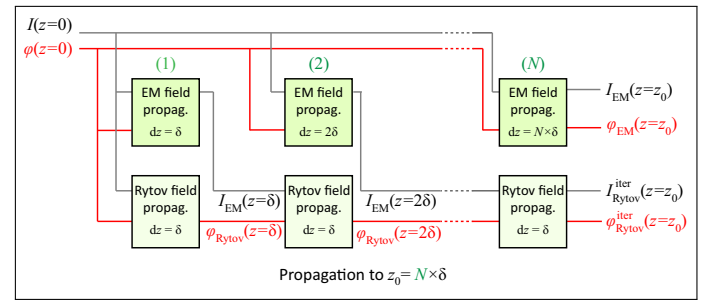 I(z=0)
φ(z=0)
(1)
(2)
(N)
EM field
propag.
dz = δ
EM field
propag.
dz = 2δ
EM field
propag.
dz = N×δ
I_EM(z=z_0)
φ_EM(z=z_0)
Rytov field
propag.
dz = δ
I_EM(z=δ)
φ_Rytov(z=δ)
Rytov field
propag.
dz = δ
I_EM(z=2δ)
φ_Rytov(z=2δ)
Rytov field
propag.
dz = δ
I^iter_Rytov(z=z_0)
φ^iter_Rytov(z=z_0)
Propagation to z_0= N×δ